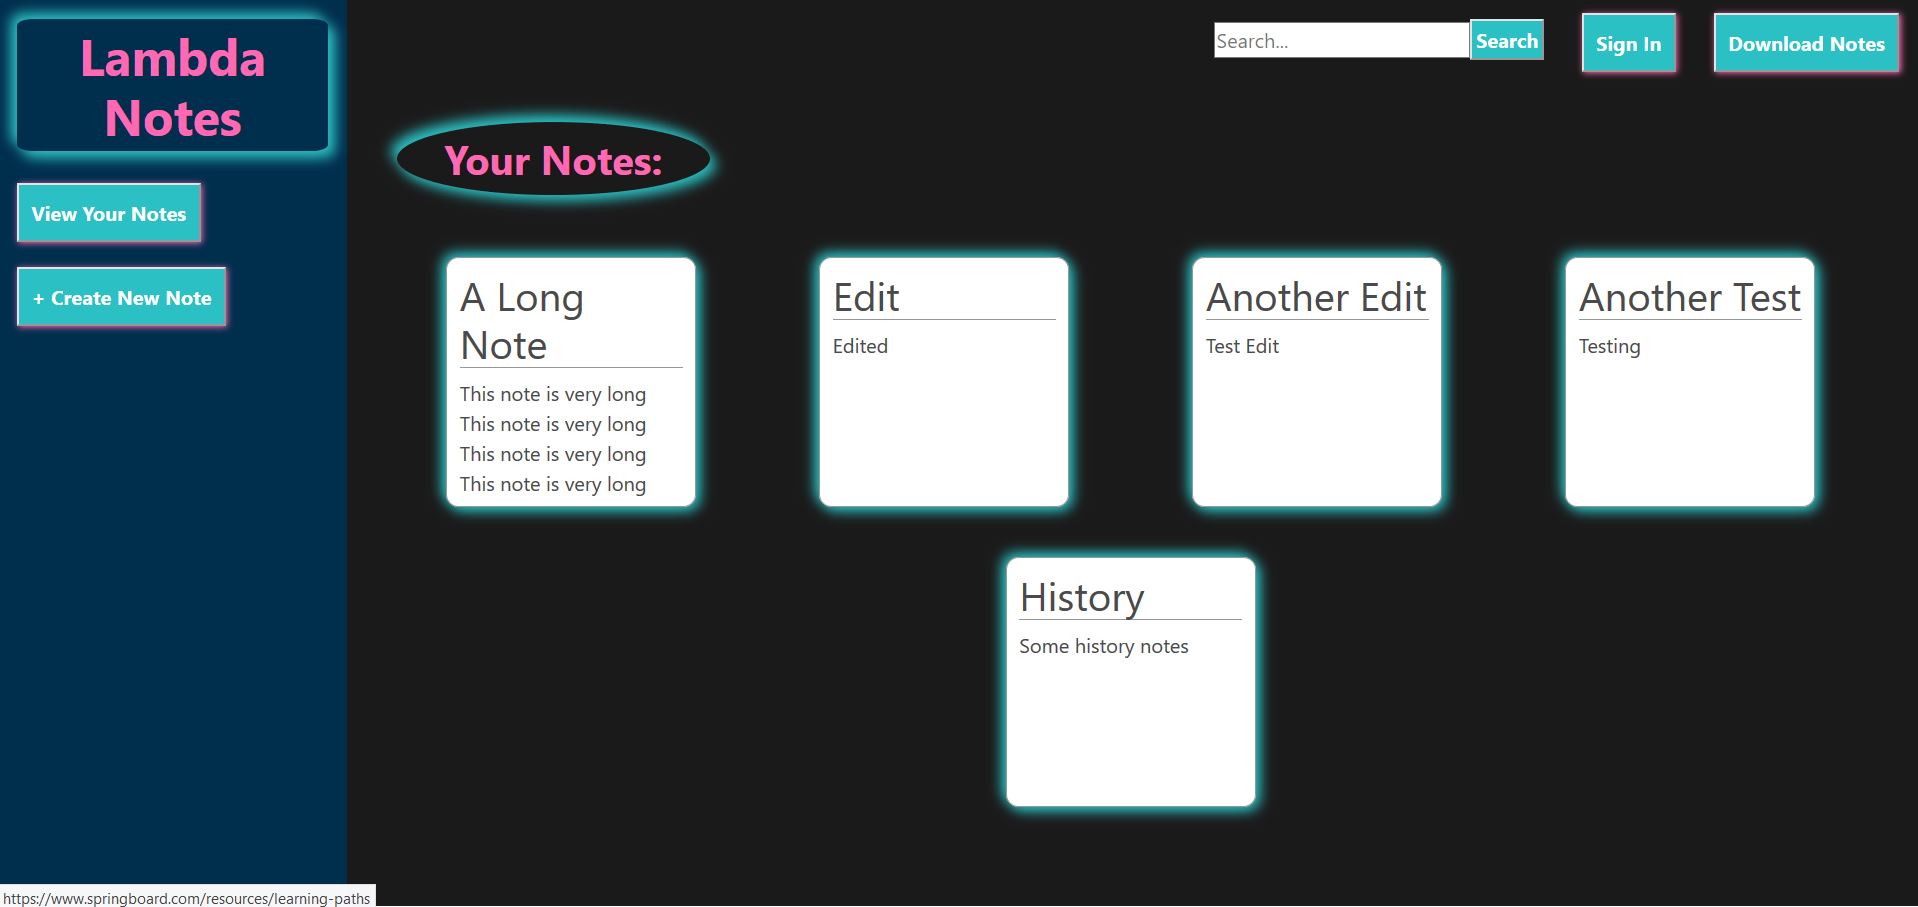 Lambda
Notes
View Your Notes
+ Create New Note
Search...
Search
Sign In
Download Notes
Your Notes:
A Long
Note
This note is very long
This note is very long
This note is very long
This note is very long
Edit
Edited
Another Edit
Test Edit
Another Test
Testing
History
Some history notes
https://www.springboard.com/resources/learning-paths